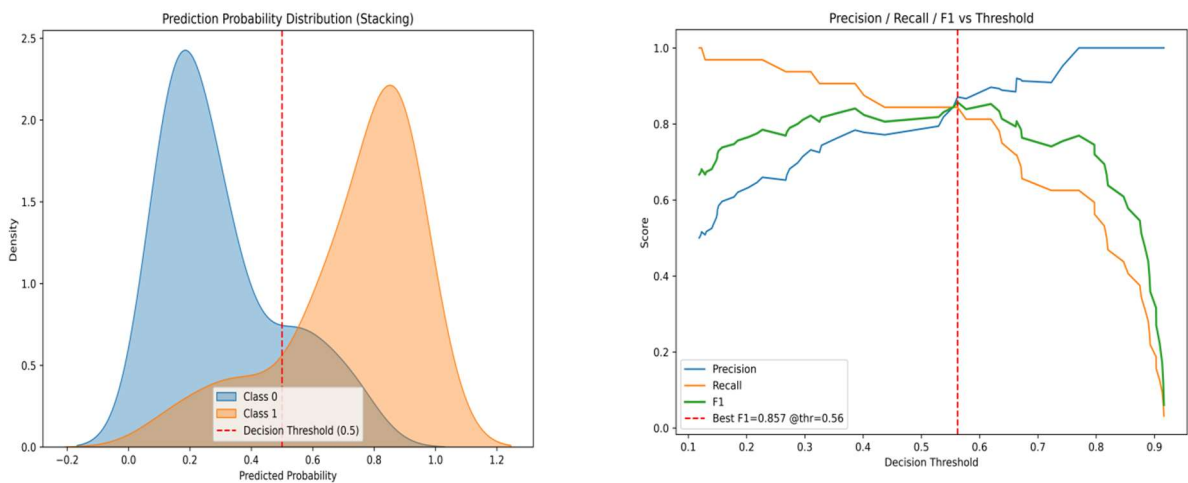 Prediction Probability Distribution (Stacking)
2.5
2.0
1.5
1.0
0.5
0.0
Density
−0.2
0.0
0.2
0.4
0.6
0.8
1.0
1.2
Predicted Probability
Class 0
Class 1
Decision Threshold (0.5)
Precision / Recall / F1 vs Threshold
1.0
0.8
0.6
0.4
0.2
0.0
Score
0.1
0.2
0.3
0.4
0.5
0.6
0.7
0.8
0.9
Decision Threshold
Precision
Recall
F1
Best F1=0.857 @thr=0.56